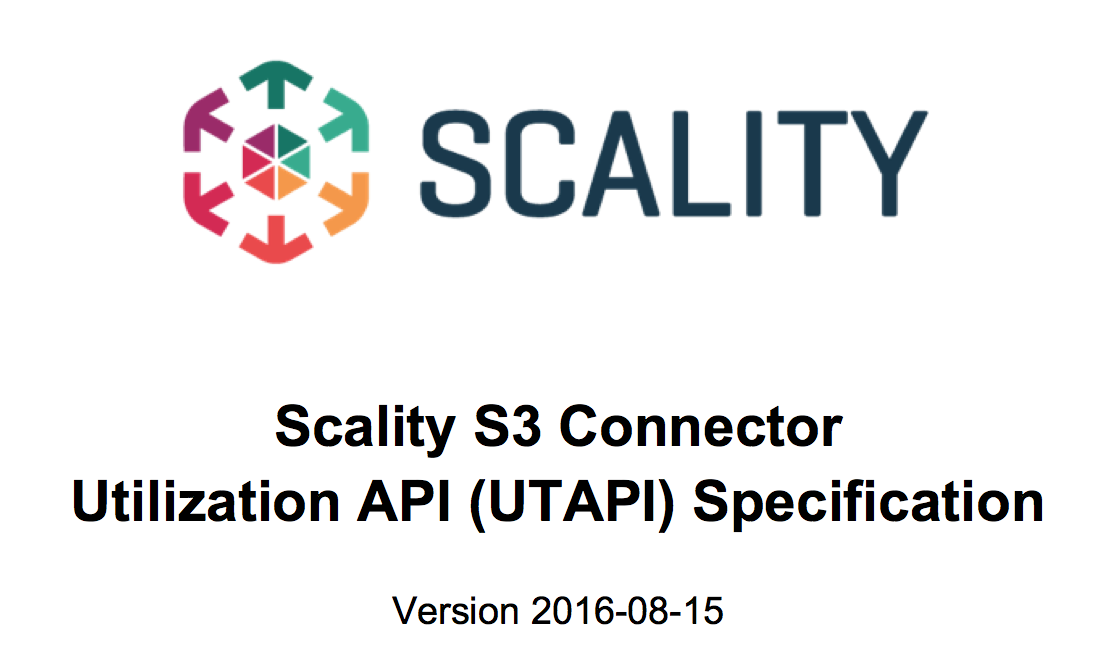 SCALITY
Scality S3 Connector
Utilization API (UTAPI) Specification
Version 2016-08-15